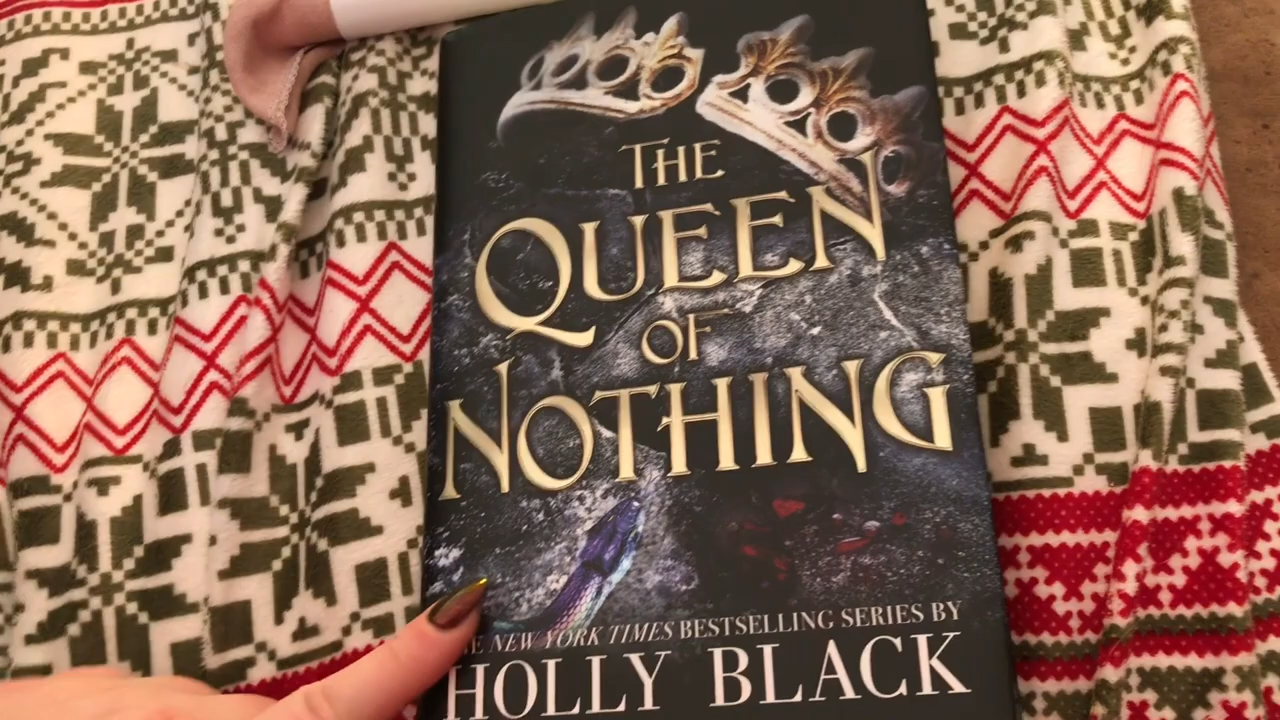 THE
QUEEN
OF
NOTHING
NEW YORK TIMES BESTSELLING SERIES BY
HOLLY BLACK